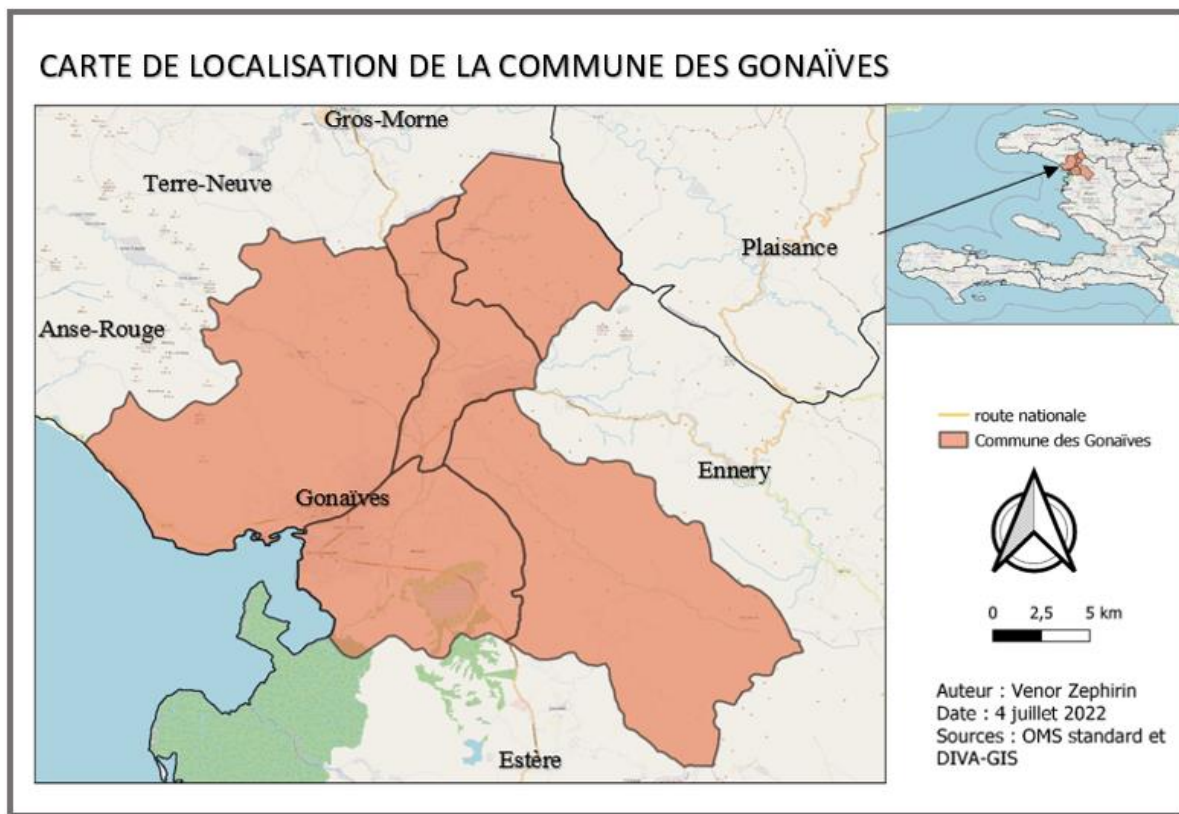 CARTE DE LOCALISATION DE LA COMMUNE DES GONAÏVES
Gros-Morne
Terre-Neuve
Plaisance
Anse-Rouge
Ennery
Gonaïves
Estère
route nationale
Commune des Gonaïves
0 2,5 5 km
Auteur : Venor Zephirin
Date : 4 juillet 2022
Sources : OMS standard et
DIVA-GIS